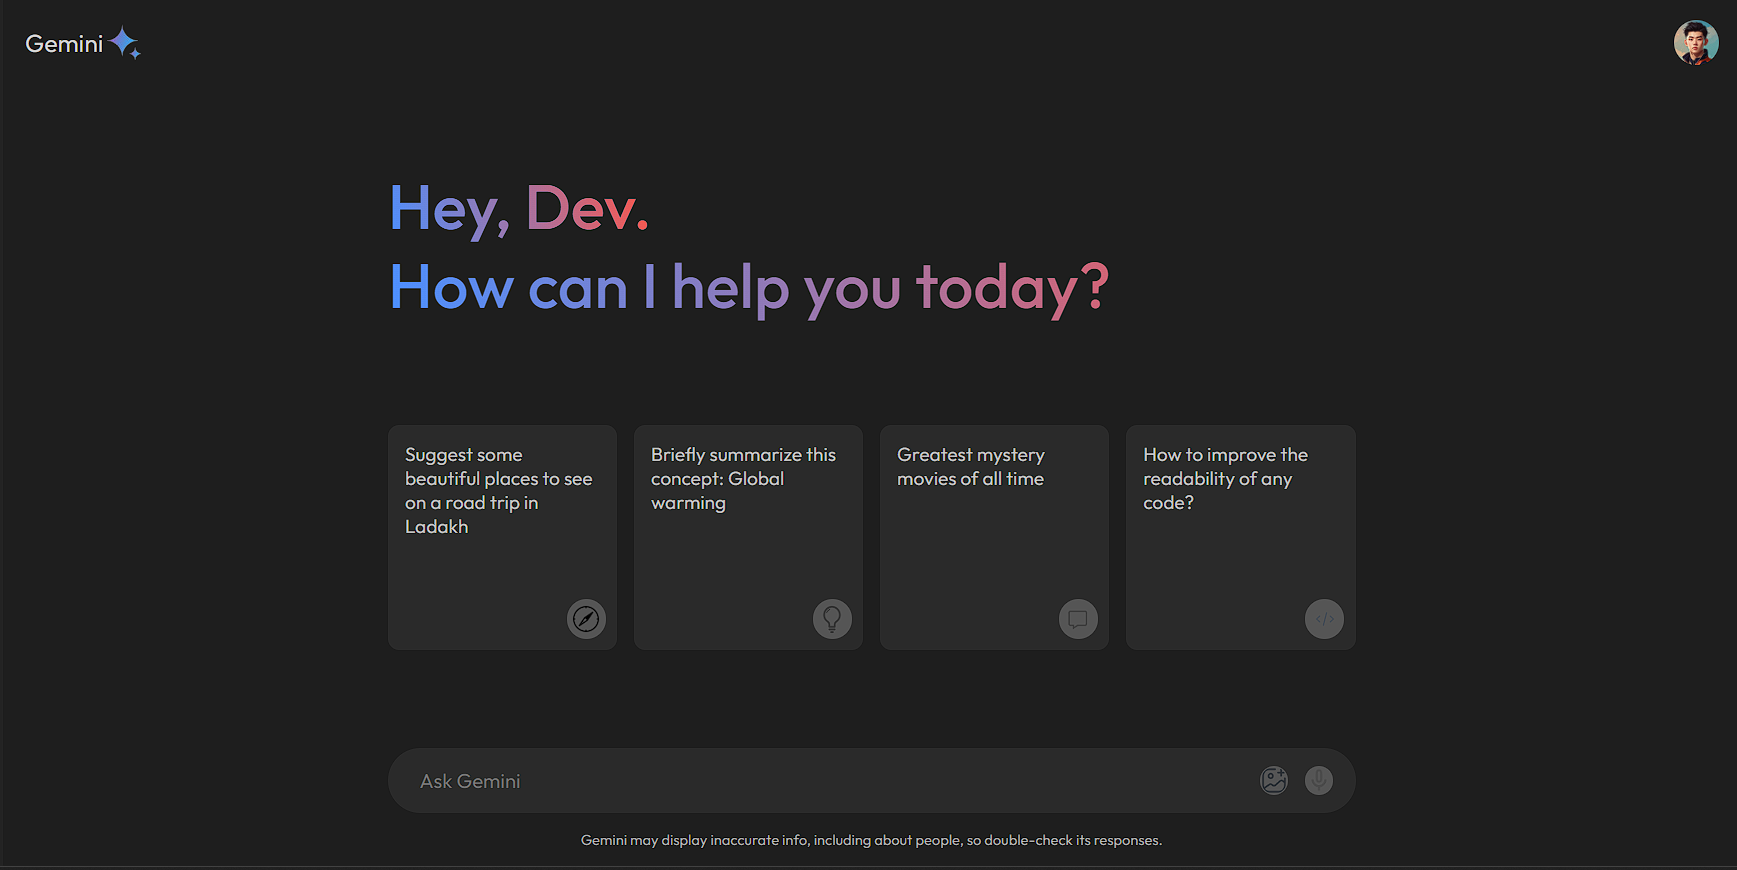 Gemini
Hey, Dev.
How can I help you today?
Suggest some
beautiful places to see
on a road trip in
Ladakh
Briefly summarize this
concept: Global
warming
Greatest mystery
movies of all time
How to improve the
readability of any
code?
Ask Gemini
Gemini may display inaccurate info, including about people, so double-check its responses.